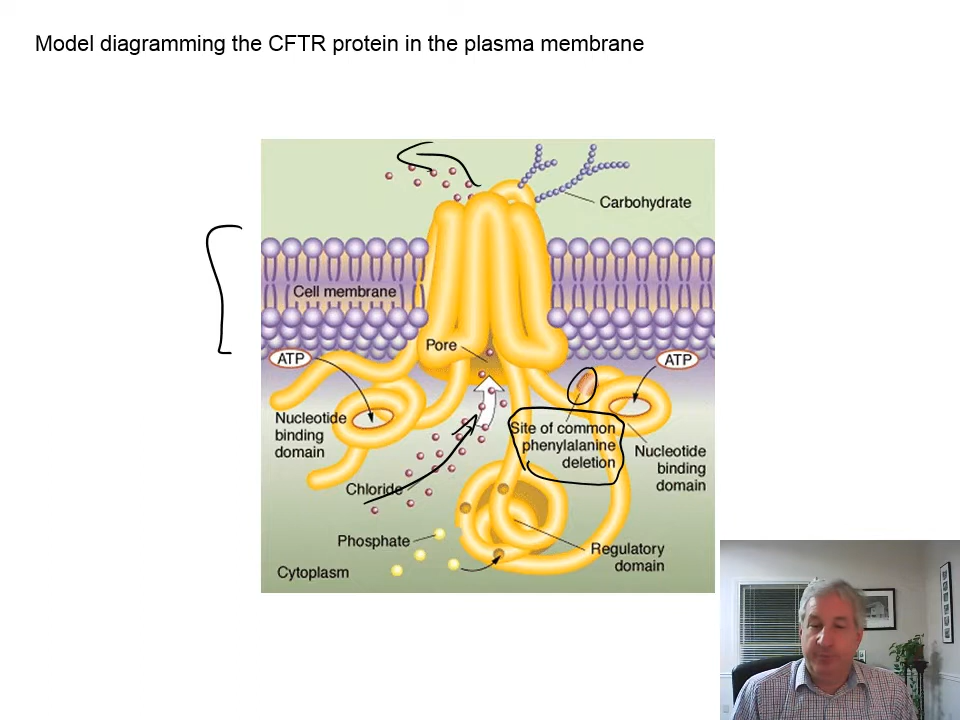 Model diagramming the CFTR protein in the plasma membrane
Carbohydrate
Cell membrane
Pore
ATP
ATP
Nucleotide
binding
domain
Site of common
phenylalanine
deletion
Nucleotide
binding
domain
Chloride
Phosphate
Regulatory
domain
Cytoplasm